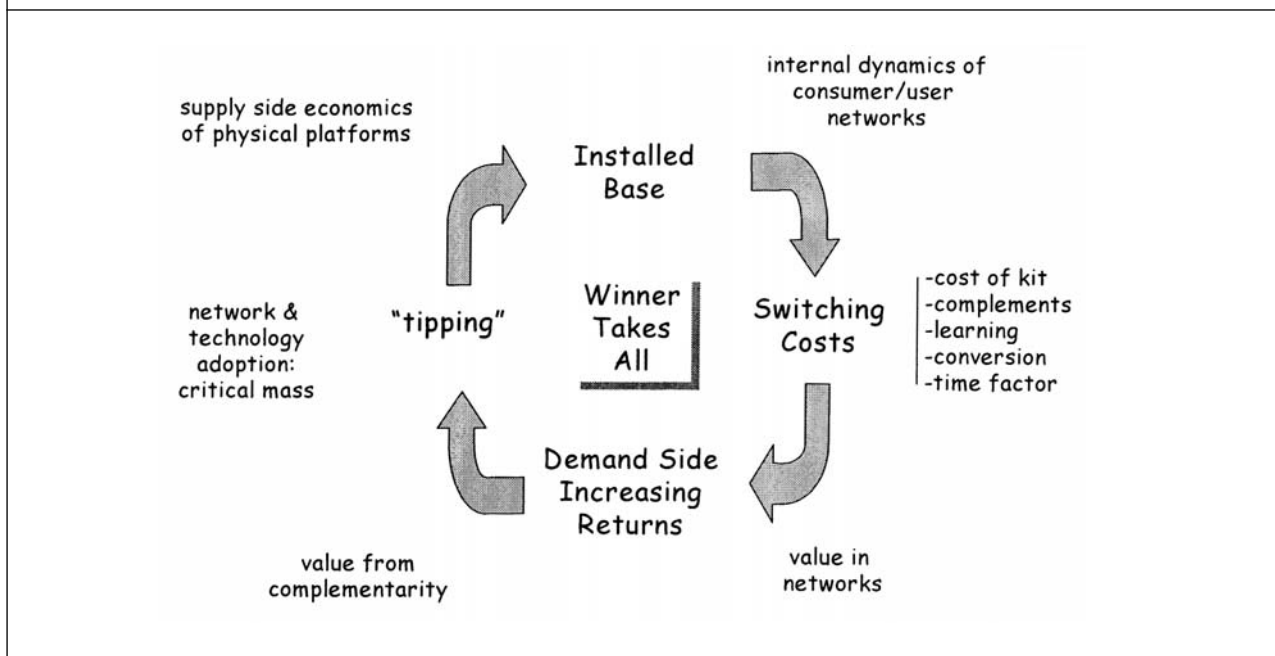 supply side economics
of physical platforms
internal dynamics of
consumer/user
networks
Installed
Base
network &
technology
adoption:
critical mass
"tipping"
Winner
Takes
All
Switching
Costs
-cost of kit
-complements
-learning
-conversion
-time factor
Demand Side
Increasing
Returns
value from
complementarity
value in
networks